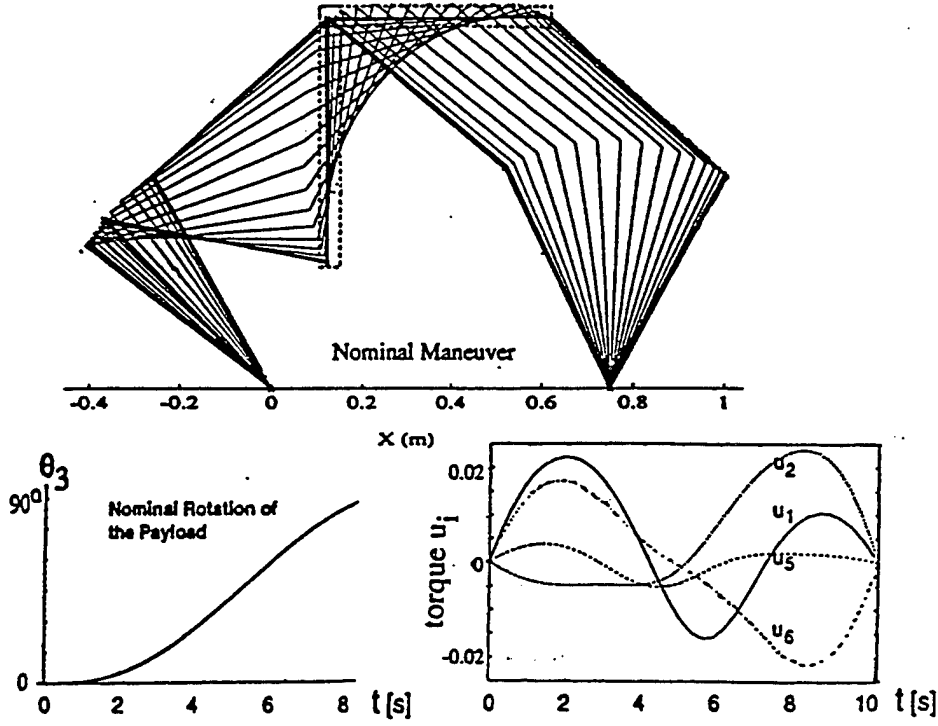 Nominal Maneuver
-0.4 -0.2 0 0.2 0.4 0.6 0.8 1
X (m)
θ3
90°
Nominal Rotation of
the Payload
0
0 2 4 6 8 t [s]
torque ui
0.02
0
-0.02
u2
u1
u5
u6
0 2 4 6 8 10 t [s]